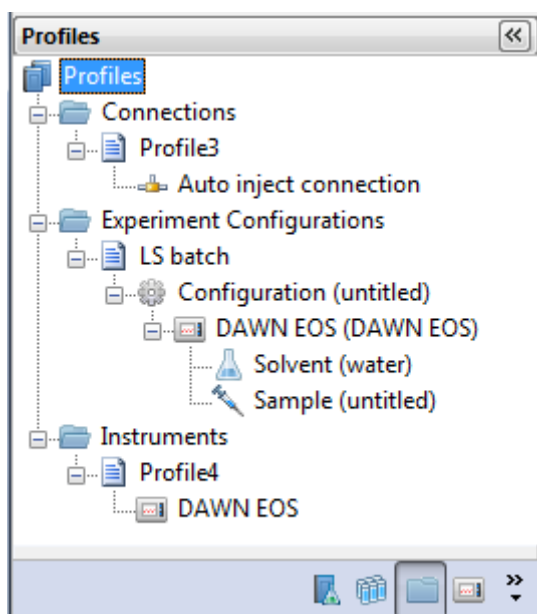 Profiles
Profiles
Connections
Profile3
Auto inject connection
Experiment Configurations
LS batch
Configuration (untitled)
DAWN EOS (DAWN EOS)
Solvent (water)
Sample (untitled)
Instruments
Profile4
DAWN EOS